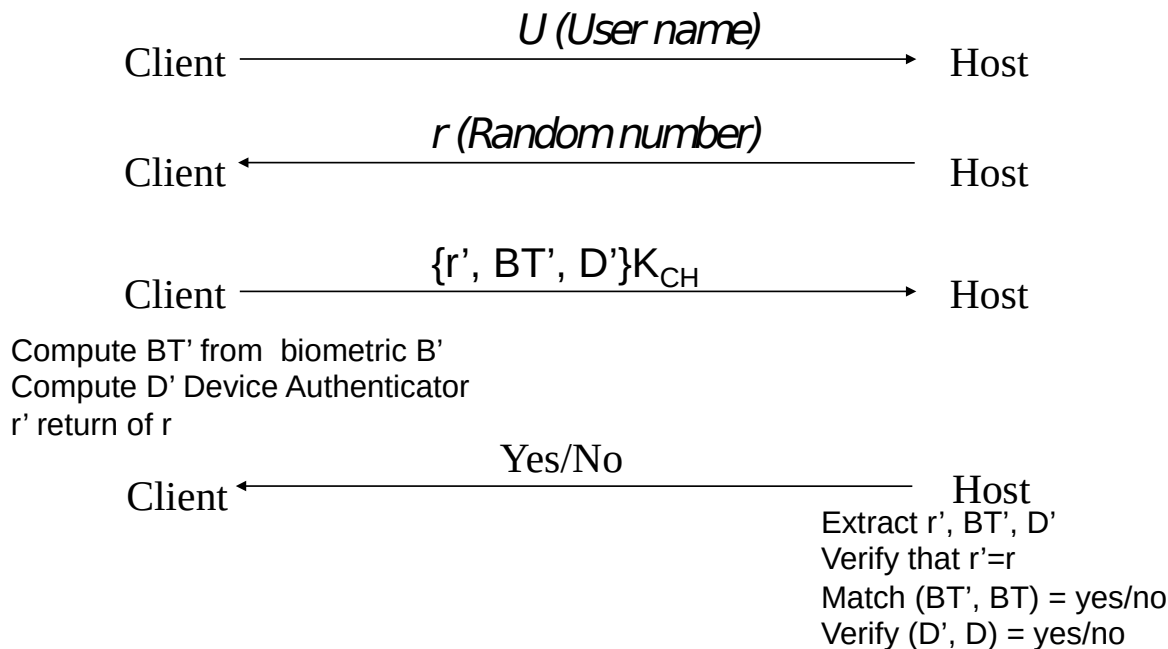 U (User name)
Client Host
r (Random number)
Client Host
{r’, BT’, D’}K_CH
Client Host
Compute BT’ from biometric B’
Compute D’ Device Authenticator
r’ return of r
Yes/No
Client Host
Extract r’, BT’, D’
Verify that r’=r
Match (BT’, BT) = yes/no
Verify (D’, D) = yes/no